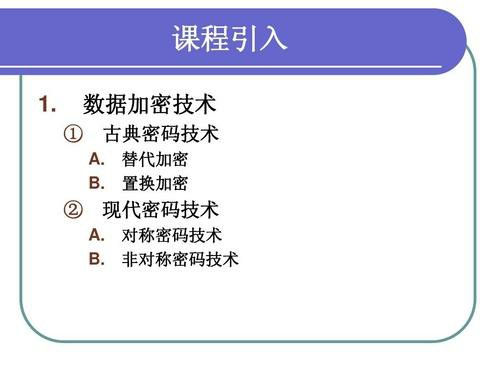 课程引入
1. 数据加密技术
① 古典密码技术
A. 替代加密
B. 置换加密
② 现代密码技术
A. 对称密码技术
B. 非对称密码技术